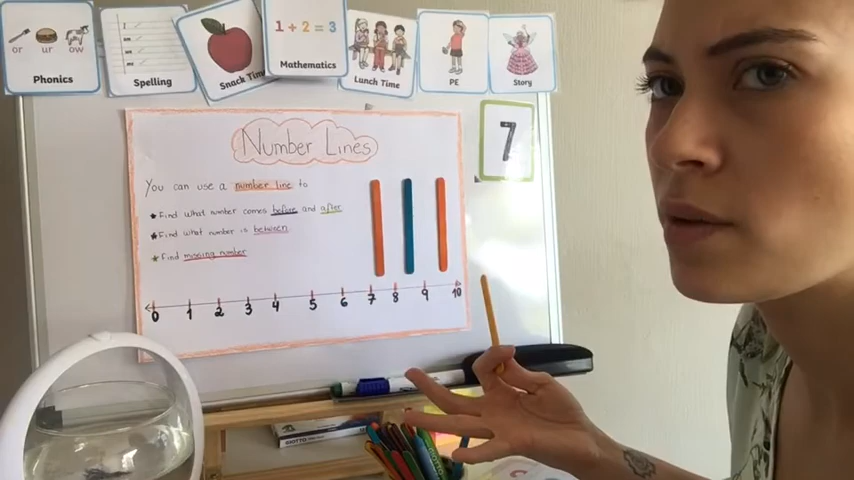 or ur ow
Phonics
Spelling
Snack Time
1 + 2 = 3
Mathematics
Lunch Time
PE
Story
7
Number Lines
You can use a number line to
★ Find what number comes before and after
★ Find what number is between
★ Find missing number
0 1 2 3 4 5 6 7 8 9 10
GIOTTO